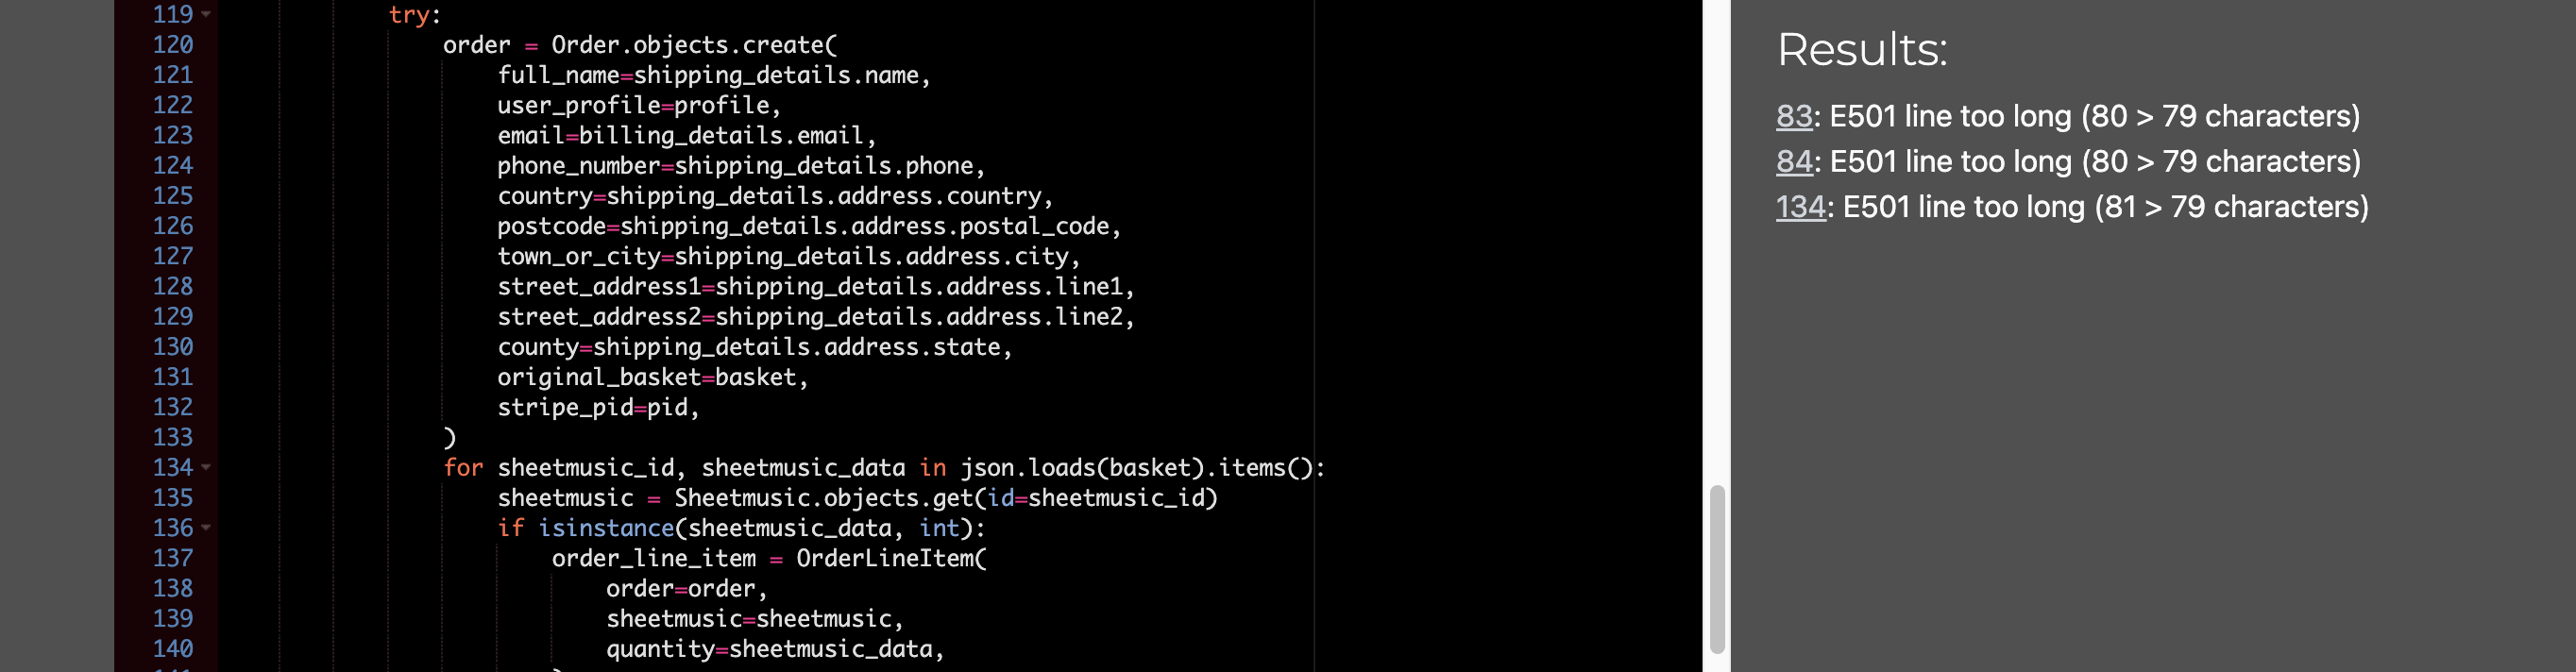 119 try:
120 order = Order.objects.create(
121 full_name=shipping_details.name,
122 user_profile=profile,
123 email=billing_details.email,
124 phone_number=shipping_details.phone,
125 country=shipping_details.address.country,
126 postcode=shipping_details.address.postal_code,
127 town_or_city=shipping_details.address.city,
128 street_address1=shipping_details.address.line1,
129 street_address2=shipping_details.address.line2,
130 county=shipping_details.address.state,
131 original_basket=basket,
132 stripe_pid=pid,
133 )
134 for sheetmusic_id, sheetmusic_data in json.loads(basket).items():
135 sheetmusic = Sheetmusic.objects.get(id=sheetmusic_id)
136 if isinstance(sheetmusic_data, int):
137 order_line_item = OrderLineItem(
138 order=order,
139 sheetmusic=sheetmusic,
140 quantity=sheetmusic_data,
Results:
83: E501 line too long (80 > 79 characters)
84: E501 line too long (80 > 79 characters)
134: E501 line too long (81 > 79 characters)